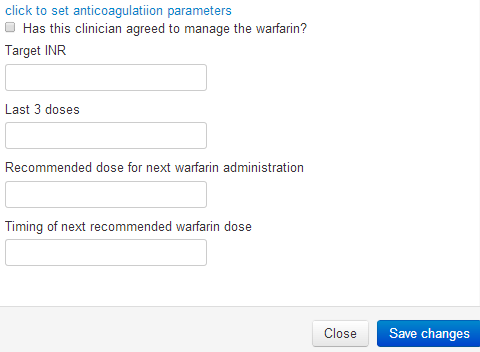 click to set anticoagulatiion parameters
Has this clinician agreed to manage the warfarin?
Target INR
Last 3 doses
Recommended dose for next warfarin administration
Timing of next recommended warfarin dose
Close Save changes